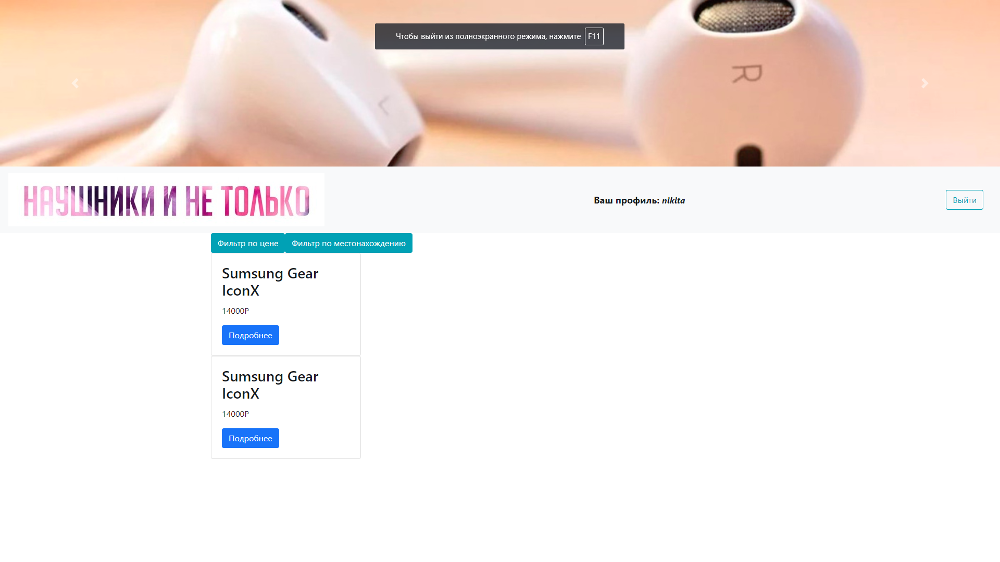 Чтобы выйти из полноэкранного режима, нажмите F11
L
R
НАУШНИКИ И НЕ ТОЛЬКО
Ваш профиль: nikita
Выйти
Фильтр по цене
Фильтр по местонахождению
Sumsung Gear
IconX
14000₽
Подробнее
Sumsung Gear
IconX
14000₽
Подробнее